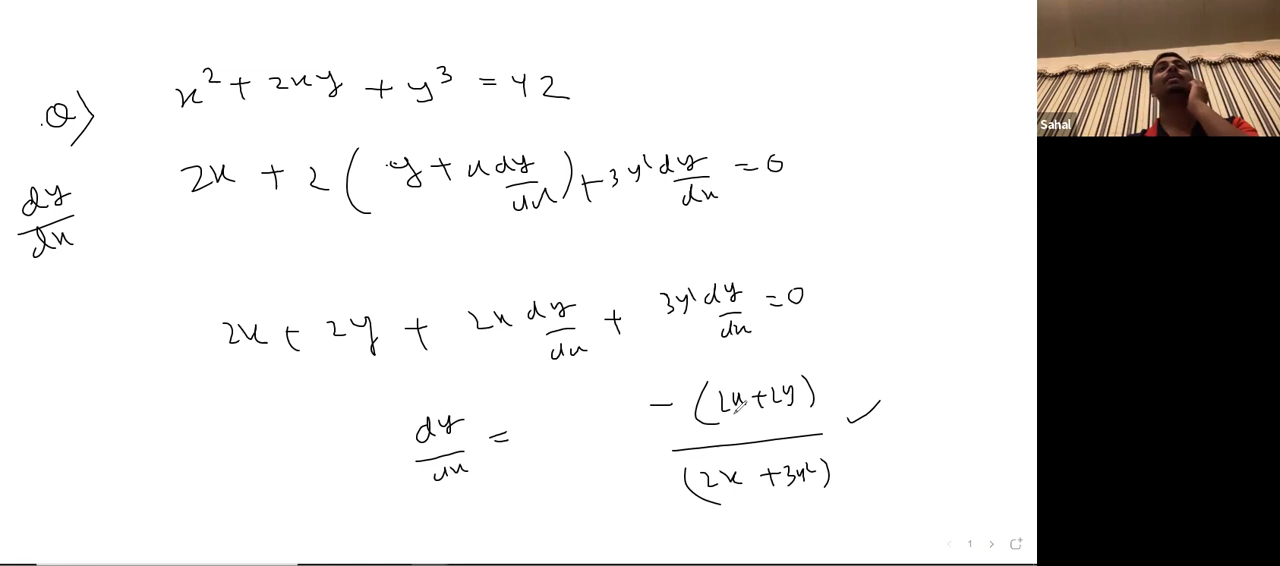 Q) x² + 2xy + y³ = 42
dy/dx 2x + 2(y + x dy/dx) + 3y² dy/dx = 0
2x + 2y + 2x dy/dx + 3y² dy/dx = 0
dy/dx = -(2x+2y)/(2x + 3y²) ✓
Sahal
1